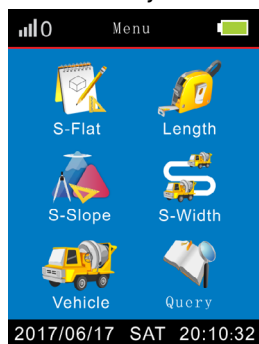 0 Menu
S-Flat Length
S-Slope S-Width
Vehicle Query
2017/06/17 SAT 20:10:32